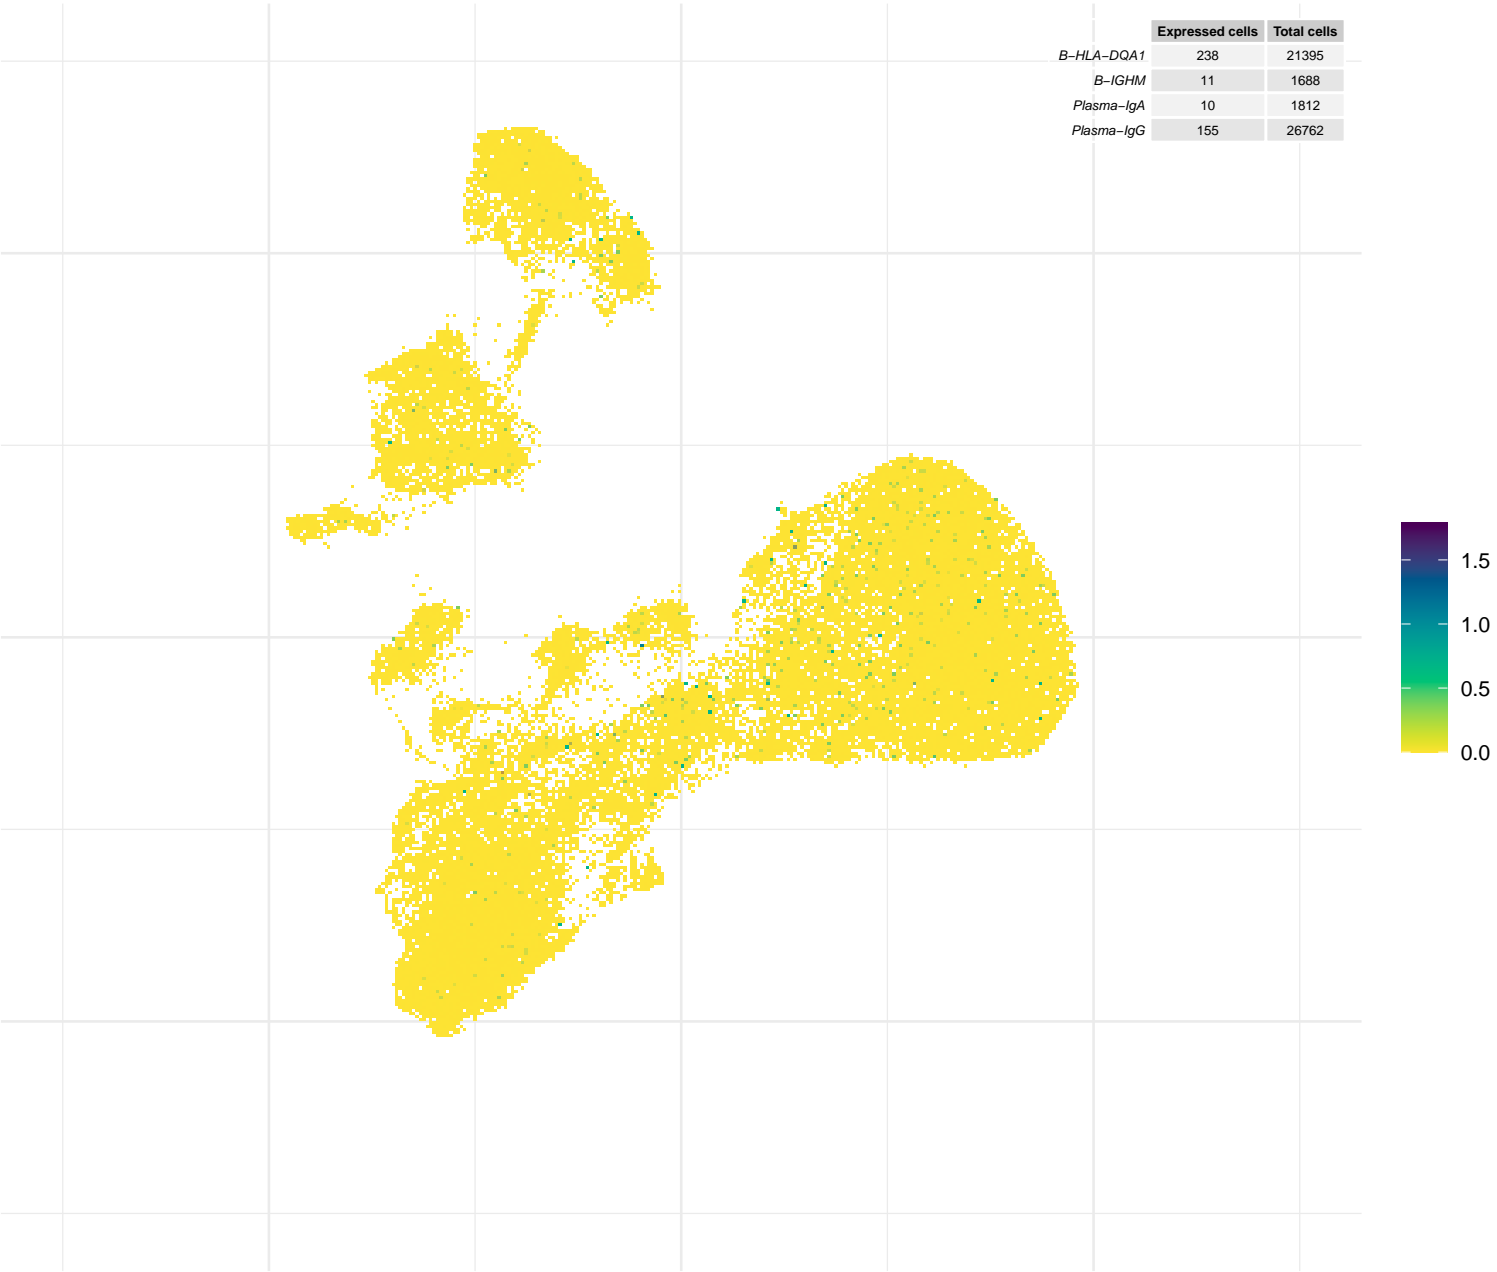 Expressed cells Total cells
B−HLA−DQA1 238 21395
B−IGHM 11 1688
Plasma−IgA 10 1812
Plasma−IgG 155 26762
1.5
1.0
0.5
0.0